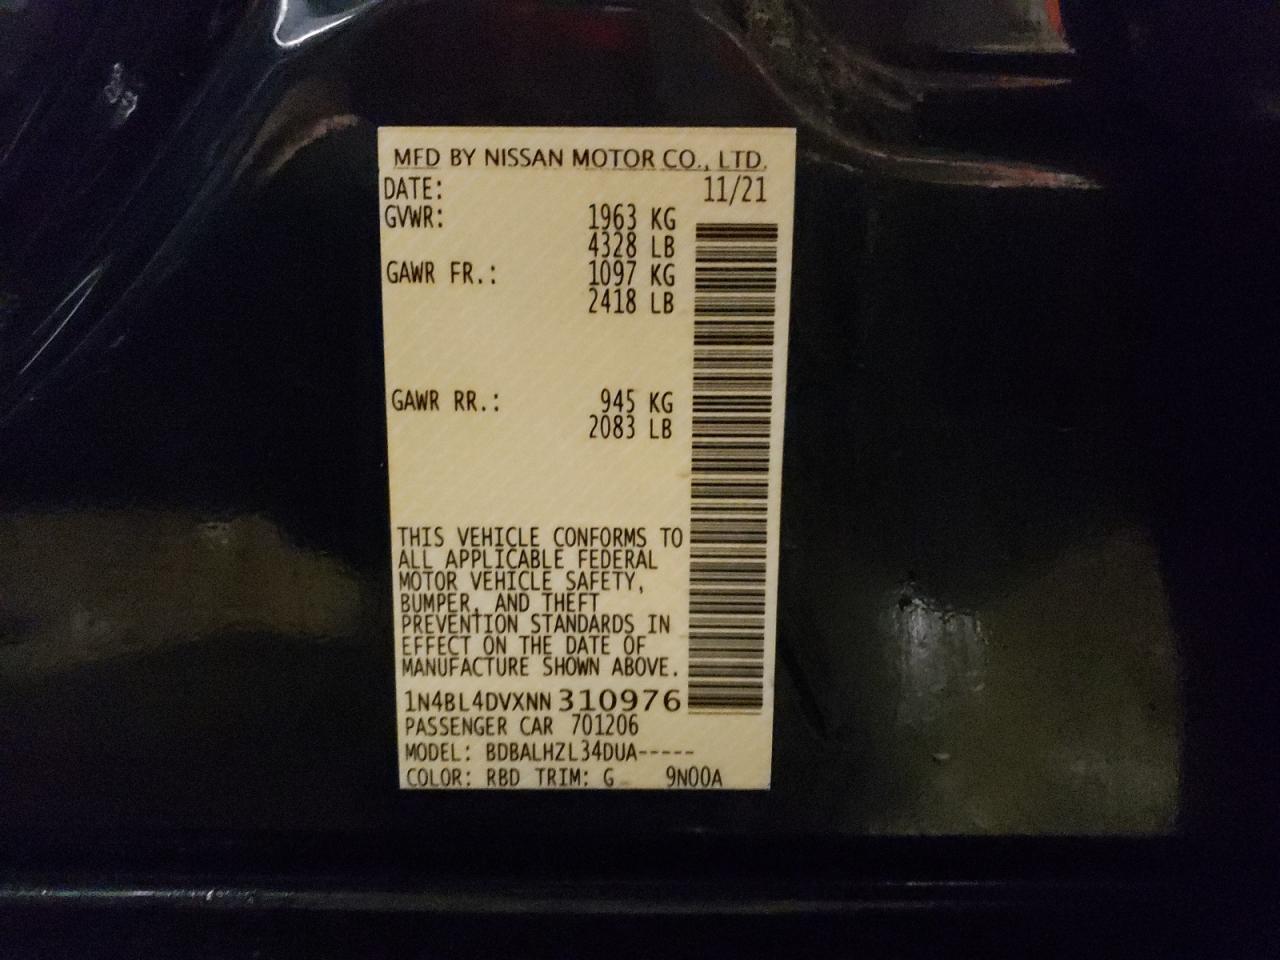 MFD BY NISSAN MOTOR CO., LTD.
DATE: 11/21
GVWR: 1963 KG
4328 LB
GAWR FR.: 1097 KG
2418 LB
GAWR RR.: 945 KG
2083 LB
THIS VEHICLE CONFORMS TO
ALL APPLICABLE FEDERAL
MOTOR VEHICLE SAFETY,
BUMPER, AND THEFT
PREVENTION STANDARDS IN
EFFECT ON THE DATE OF
MANUFACTURE SHOWN ABOVE.
1N4BL4DVXNN310976
PASSENGER CAR 701206
MODEL: BDBALHZL34DUA-----
COLOR: RBD TRIM: G 9N00A